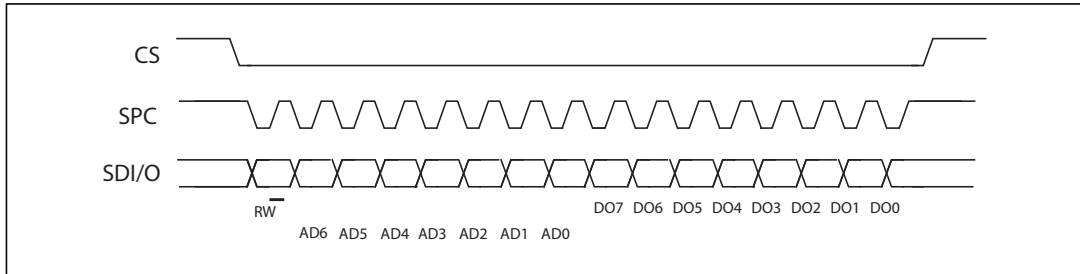 CS
SPC
SDI/O
RW
DO7 DO6 DO5 DO4 DO3 DO2 DO1 DO0
AD6 AD5 AD4 AD3 AD2 AD1 AD0